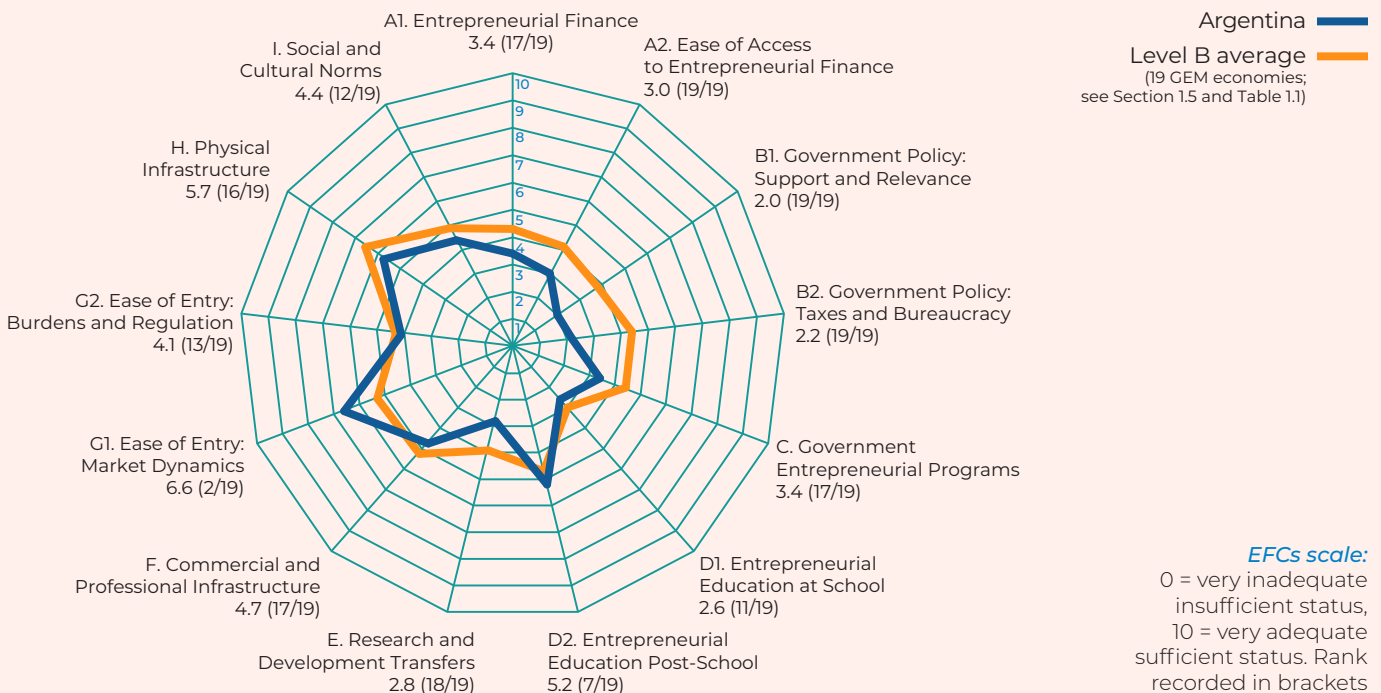 A1. Entrepreneurial Finance
3.4 (17/19)
A2. Ease of Access
to Entrepreneurial Finance
3.0 (19/19)
B1. Government Policy:
Support and Relevance
2.0 (19/19)
B2. Government Policy:
Taxes and Bureaucracy
2.2 (19/19)
C. Government
Entrepreneurial Programs
3.4 (17/19)
D1. Entrepreneurial
Education at School
2.6 (11/19)
D2. Entrepreneurial
Education Post-School
5.2 (7/19)
E. Research and
Development Transfers
2.8 (18/19)
F. Commercial and
Professional Infrastructure
4.7 (17/19)
G1. Ease of Entry:
Market Dynamics
6.6 (2/19)
G2. Ease of Entry:
Burdens and Regulation
4.1 (13/19)
H. Physical
Infrastructure
5.7 (16/19)
I. Social and
Cultural Norms
4.4 (12/19)
10
9
8
7
6
5
4
3
2
1
Argentina
Level B average
(19 GEM economies;
see Section 1.5 and Table 1.1)
EFCs scale:
0 = very inadequate
insufficient status,
10 = very adequate
sufficient status. Rank
recorded in brackets